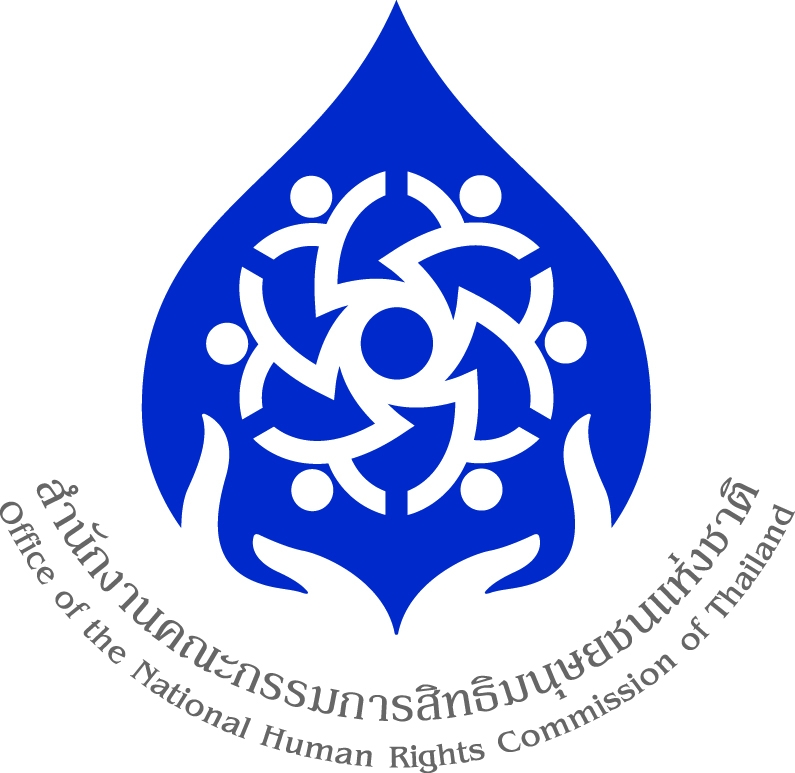 สำนักงานคณะกรรมการสิทธิมนุษยชนแห่งชาติ
Office of the National Human Rights Commission of Thailand